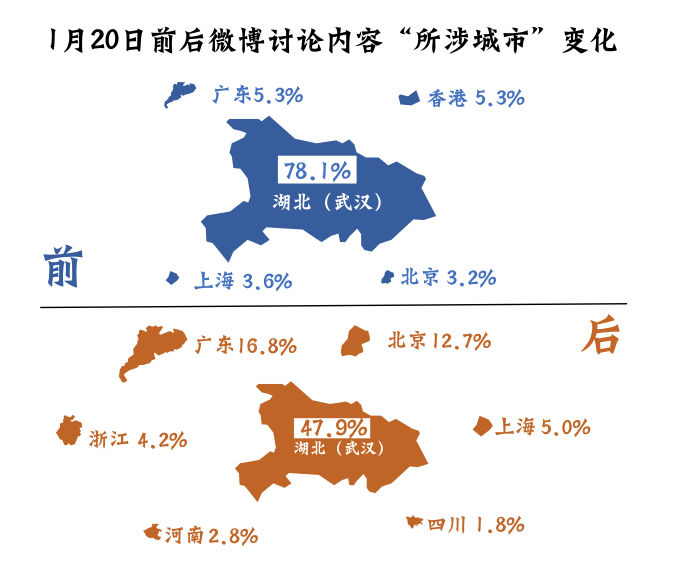 1月20日前后微博讨论内容“所涉城市”变化
广东5.3%
香港 5.3%
78.1%
湖北（武汉）
前
上海 3.6%
北京 3.2%
后
广东16.8%
北京12.7%
浙江 4.2%
47.9%
湖北（武汉）
上海 5.0%
河南2.8%
四川 1.8%